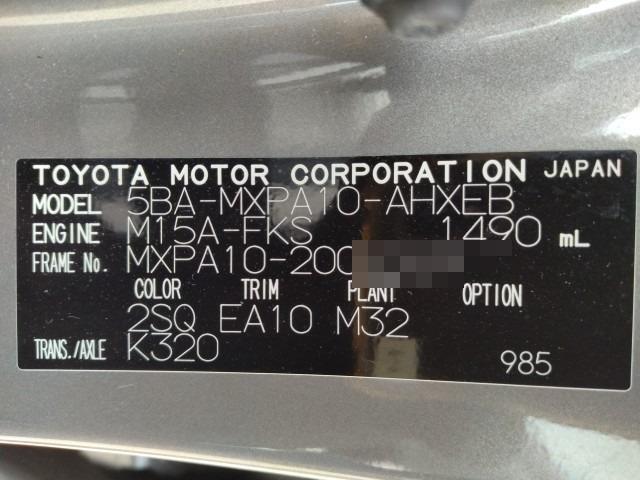 TOYOTA MOTOR CORPORATION JAPAN
MODEL 5BA-MXPA10-AHXEB
ENGINE M15A-FKS 1490 mL
FRAME No. MXPA10-200
COLOR TRIM PLANT OPTION
2SQ EA10 M32
TRANS./AXLE K320
985